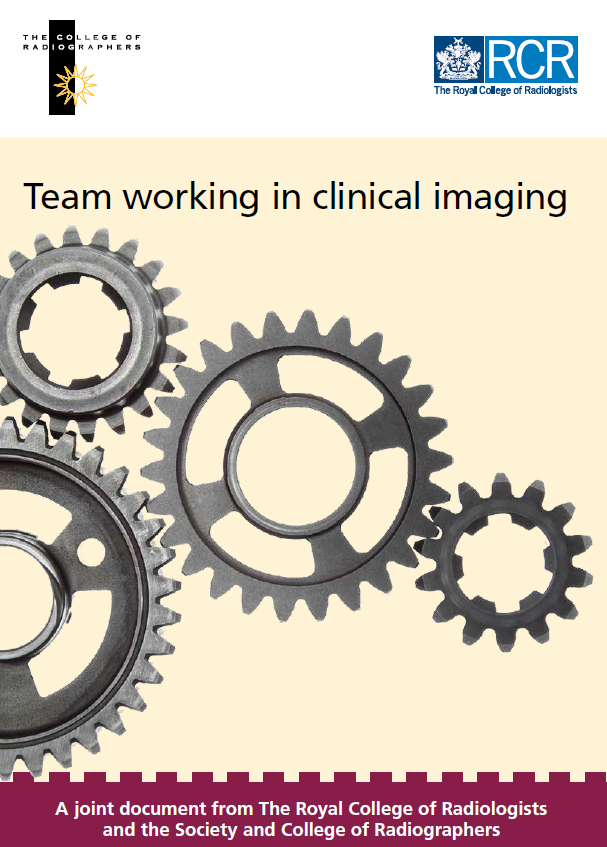 THE COLLEGE OF
RADIOGRAPHERS
RCR
The Royal College of Radiologists
Team working in clinical imaging
A joint document from The Royal College of Radiologists
and the Society and College of Radiographers